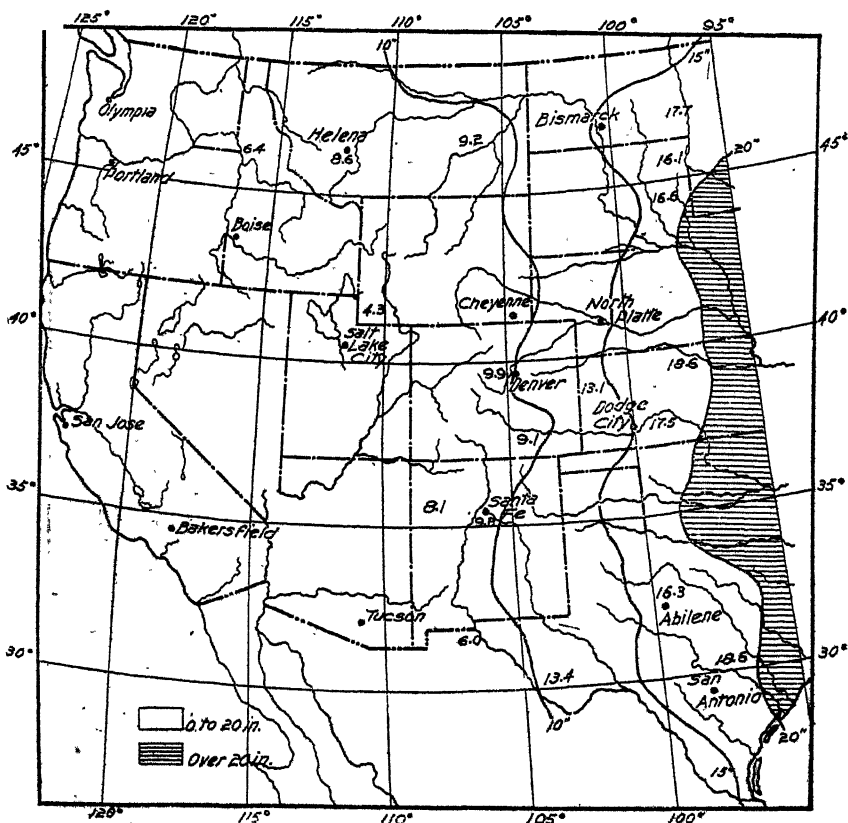 125° 120° 115° 110° 105° 100° 95°
10"
15"
Olympia
Helena
8.6
9.2
Bismarck
17.7
45°
6.4
16.1
20"
45°
Portland
16.6
Boise
4.3
Cheyenne
North
Platte
40°
Salt
Lake
City
40°
9.9
Denver
13.1
18.6
San Jose
Dodge
City
17.5
9.1
35°
8.1
Santa
Fe
9.8
35°
Bakersfield
16.3
Abilene
Tucson
6.0
30°
18.6
30°
13.4
San
Antonio
0 to 20 in.
10"
20"
Over 20 in.
15"
120° 115° 110° 105° 100°